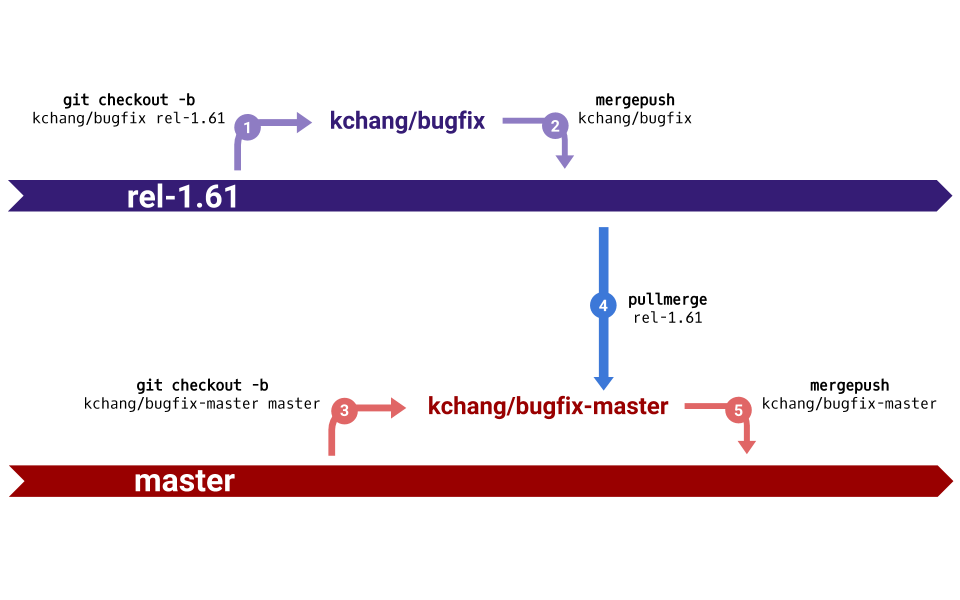 git checkout -b
kchang/bugfix rel-1.61
1
kchang/bugfix
2
mergepush
kchang/bugfix
rel-1.61
4
pullmerge
rel-1.61
git checkout -b
kchang/bugfix-master master
3
kchang/bugfix-master
5
mergepush
kchang/bugfix-master
master